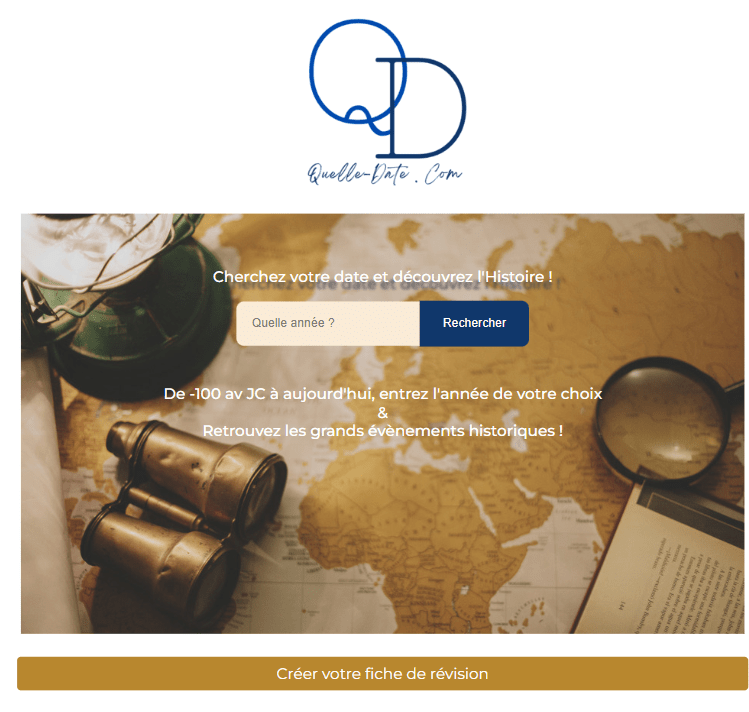 QD
Quelle-Date.Com
Cherchez votre date et découvrez l'Histoire !
Quelle année ?
Rechercher
De -100 av JC à aujourd'hui, entrez l'année de votre choix
&
Retrouvez les grands évènements historiques !
Créer votre fiche de révision